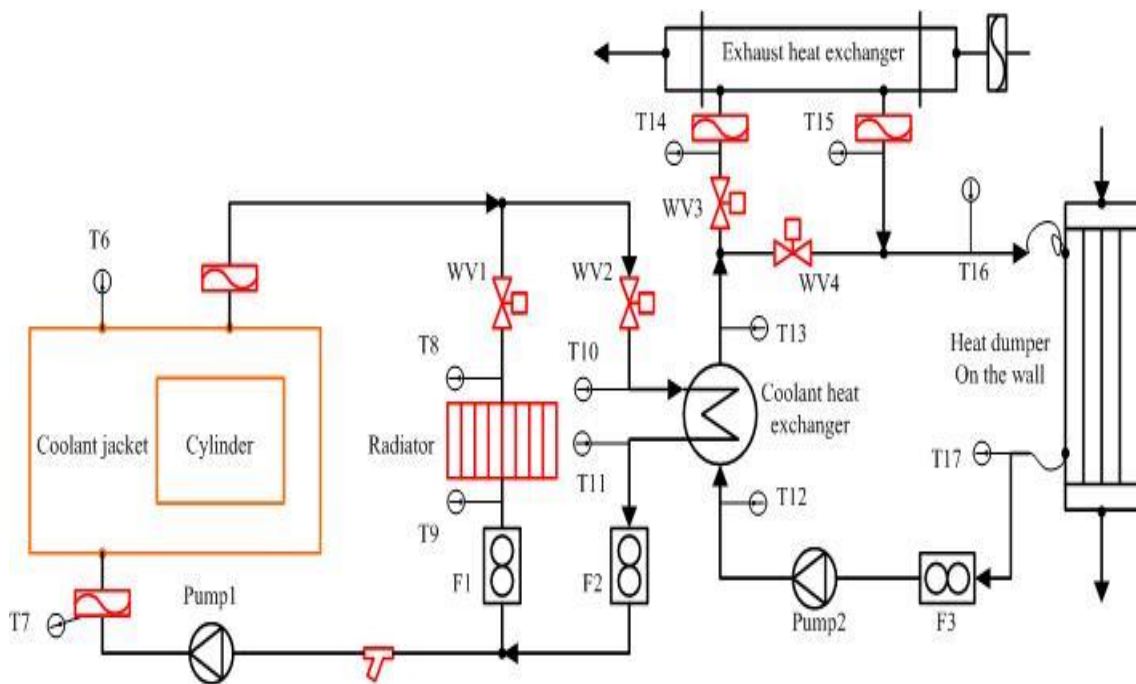 Exhaust heat exchanger
T14
T15
WV3
T6
WV1
WV2
WV4
T16
T8
T10
T13
Heat dumper
On the wall
Coolant jacket
Cylinder
Radiator
Coolant heat
exchanger
T11
T17
T9
T12
F1
F2
Pump1
T7
Pump2
F3